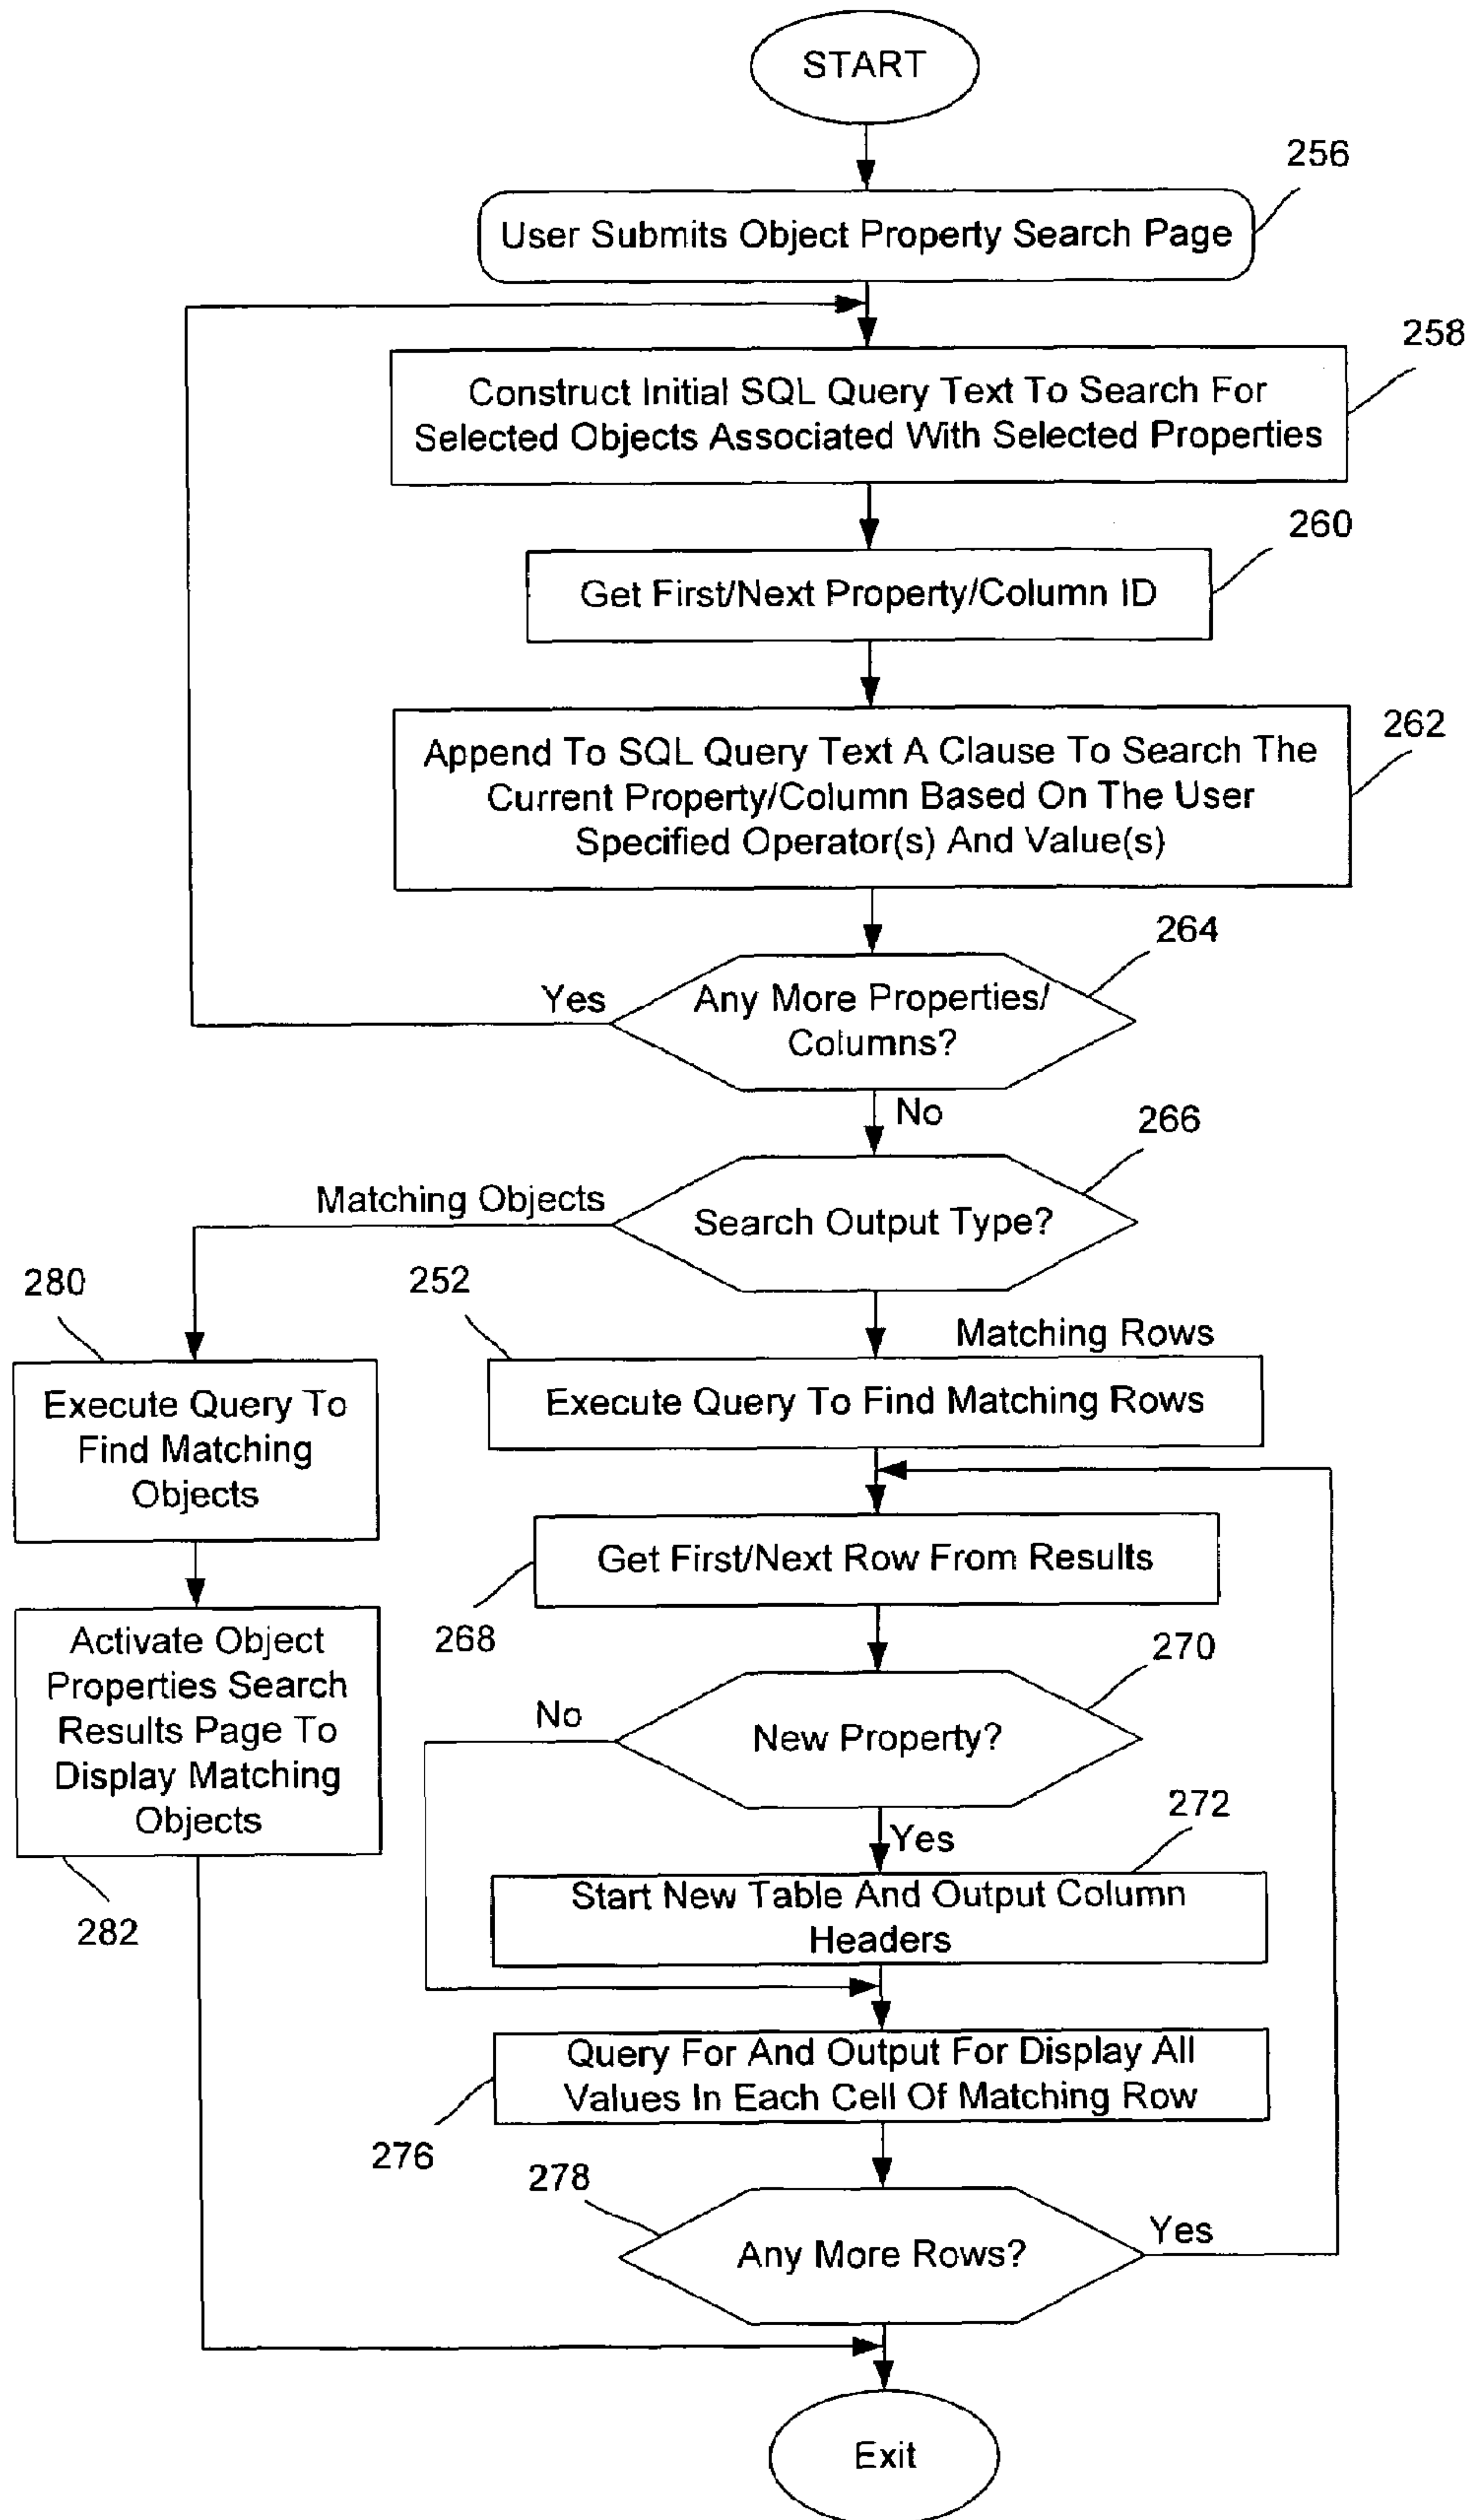 START
256
User Submits Object Property Search Page
258
Construct Initial SQL Query Text To Search For
Selected Objects Associated With Selected Properties
260
Get First/Next Property/Column ID
262
Append To SQL Query Text A Clause To Search The
Current Property/Column Based On The User
Specified Operator(s) And Value(s)
264
Yes
Any More Properties/
Columns?
No
266
Matching Objects
Search Output Type?
280
252
Matching Rows
Execute Query To
Find Matching
Objects
Execute Query To Find Matching Rows
Get First/Next Row From Results
268
Activate Object
Properties Search
Results Page To
Display Matching
Objects
282
270
No
New Property?
Yes
272
Start New Table And Output Column
Headers
Query For And Output For Display All
Values In Each Cell Of Matching Row
276
278
Any More Rows?
Yes
Exit